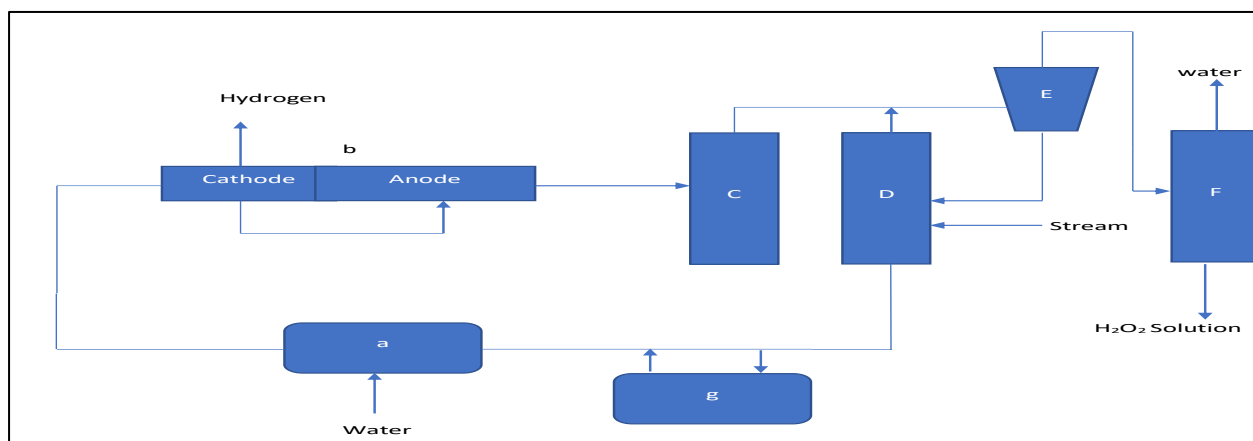 water
E
Hydrogen
b
Cathode
Anode
C
D
F
Stream
H₂O₂ Solution
a
g
Water